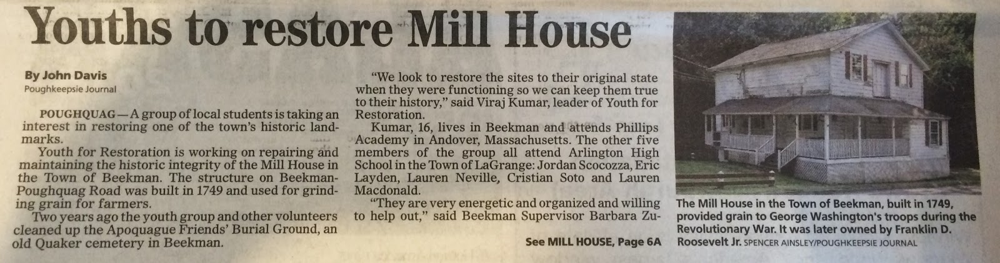 Youths to restore Mill House
By John Davis
Poughkeepsie Journal
POUGHQUAG — A group of local students is taking an
interest in restoring one of the town's historic land-
marks.
Youth for Restoration is working on repairing and
maintaining the historic integrity of the Mill House in
the Town of Beekman. The structure on Beekman-
Poughquag Road was built in 1749 and used for grind-
ing grain for farmers.
Two years ago the youth group and other volunteers
cleaned up the Apoquague Friends' Burial Ground, an
old Quaker cemetery in Beekman.
"We look to restore the sites to their original state
when they were functioning so we can keep them true
to their history," said Viraj Kumar, leader of Youth for
Restoration.
Kumar, 16, lives in Beekman and attends Phillips
Academy in Andover, Massachusetts. The other five
members of the group all attend Arlington High
School in the Town of LaGrange: Jordan Scocozza, Eric
Layden, Lauren Neville, Cristian Soto and Lauren
Macdonald.
"They are very energetic and organized and willing
to help out," said Beekman Supervisor Barbara Zu-
See MILL HOUSE, Page 6A
The Mill House in the Town of Beekman, built in 1749,
provided grain to George Washington's troops during the
Revolutionary War. It was later owned by Franklin D.
Roosevelt Jr. SPENCER AINSLEY/POUGHKEEPSIE JOURNAL